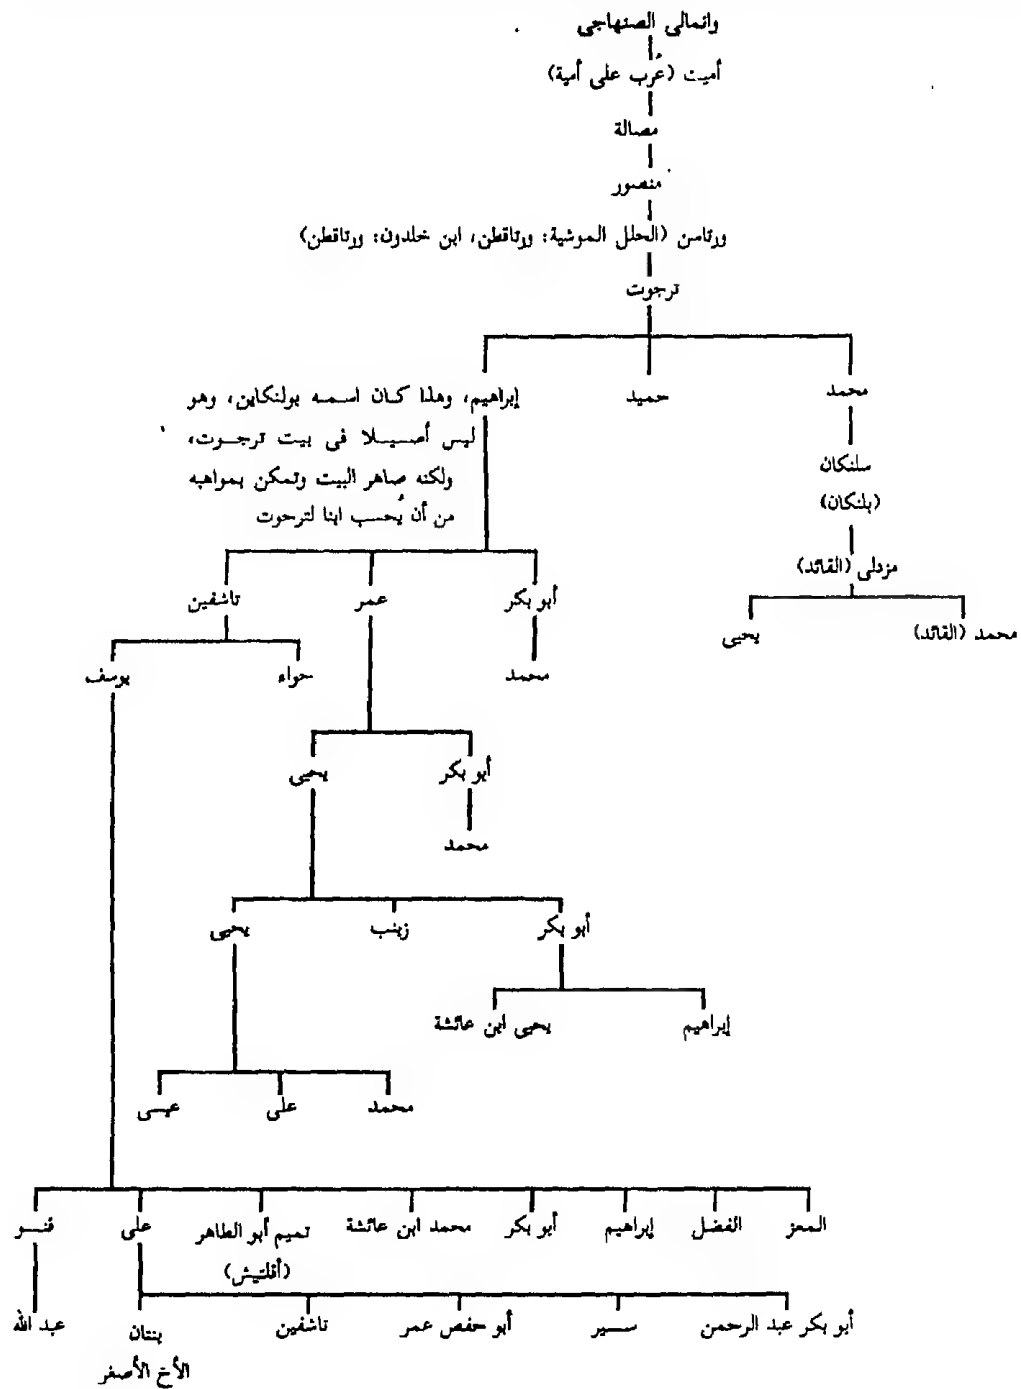 وانمالى الصنهاجى
أميت (عُرب على أمية)
مصالة
منصور
ورتاسن (الحلل الموشية: ورتاقطن، ابن خلدون: ورتاقطن)
ترجوت
محمد حميد إبراهيم، وهذا كان اسمه بولنكاين، وهو
ليس أصيلا فى بيت ترجوت،
ولكنه صاهر البيت وتمكن بمواهبه
من أن يُحسب ابنا لترجوت
سلنكان
(بلنكان)
مزدلى (القائد)
محمد (القائد) يحيى
أبو بكر عمر تاشفين
محمد حواء يوسف
أبو بكر يحيى
محمد
أبو بكر زينب يحيى
إبراهيم يحيى ابن عائشة
محمد على عيسى
المعز الفضل إبراهيم أبو بكر محمد ابن عائشة تميم أبو الطاهر على فنو
(أقلتيش)
أبو بكر عبد الرحمن سير أبو حفص عمر تاشفين بنتان عبد الله
الأخ الأصغر